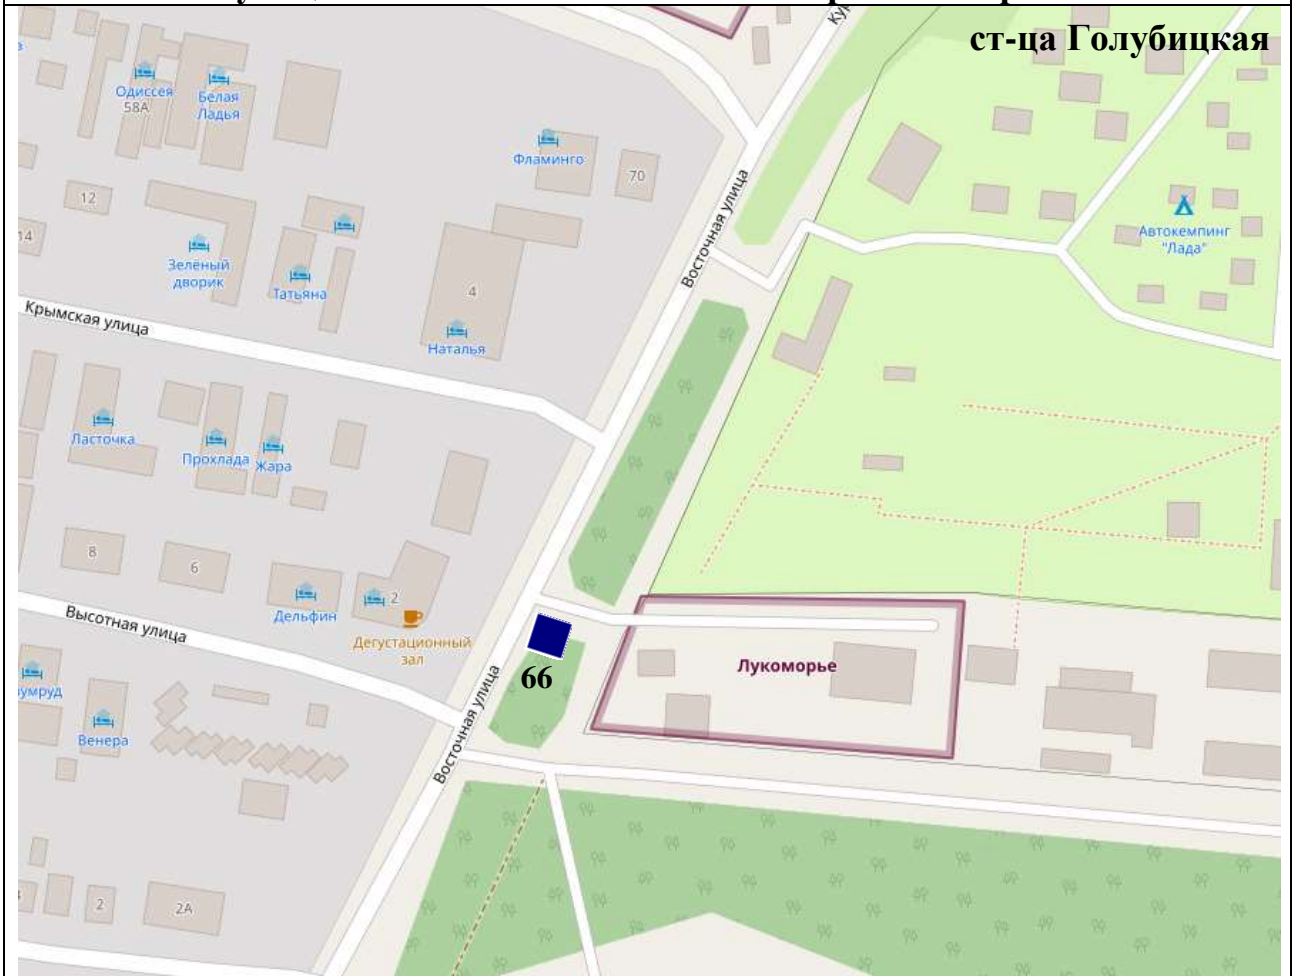 ст-ца Голубицкая
Одиссея
58А
Белая
Ладья
Фламинго
70
12
14
Зелёный
дворик
Татьяна
4
Наталья
Восточная улица
Автокемпинг
"Лада"
Крымская улица
Ласточка
Прохлада
Жара
8
6
Дельфин
2
Дегустационный
зал
Высотная улица
66
Лукоморье
Венера
Восточная улица
2
2А